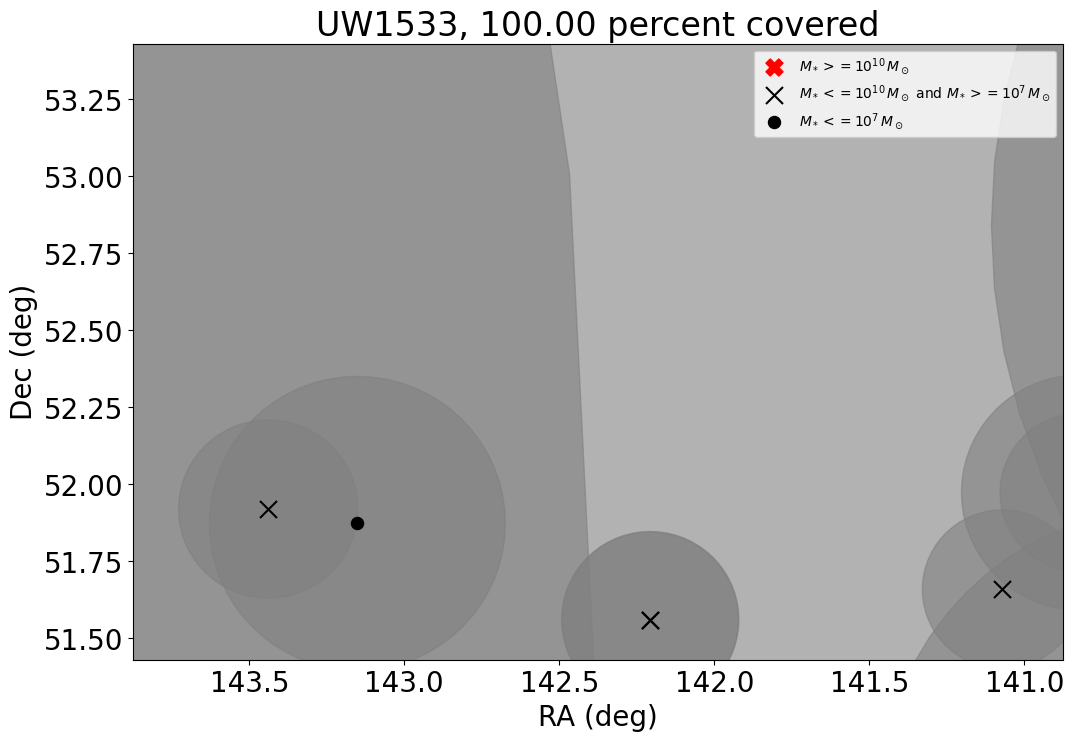 UW1533, 100.00 percent covered
M* >= 10^10 M⊙
M* <= 10^10 M⊙ and M* >= 10^7 M⊙
M* <= 10^7 M⊙
Dec (deg)
53.25
53.00
52.75
52.50
52.25
52.00
51.75
51.50
143.5 143.0 142.5 142.0 141.5 141.0
RA (deg)